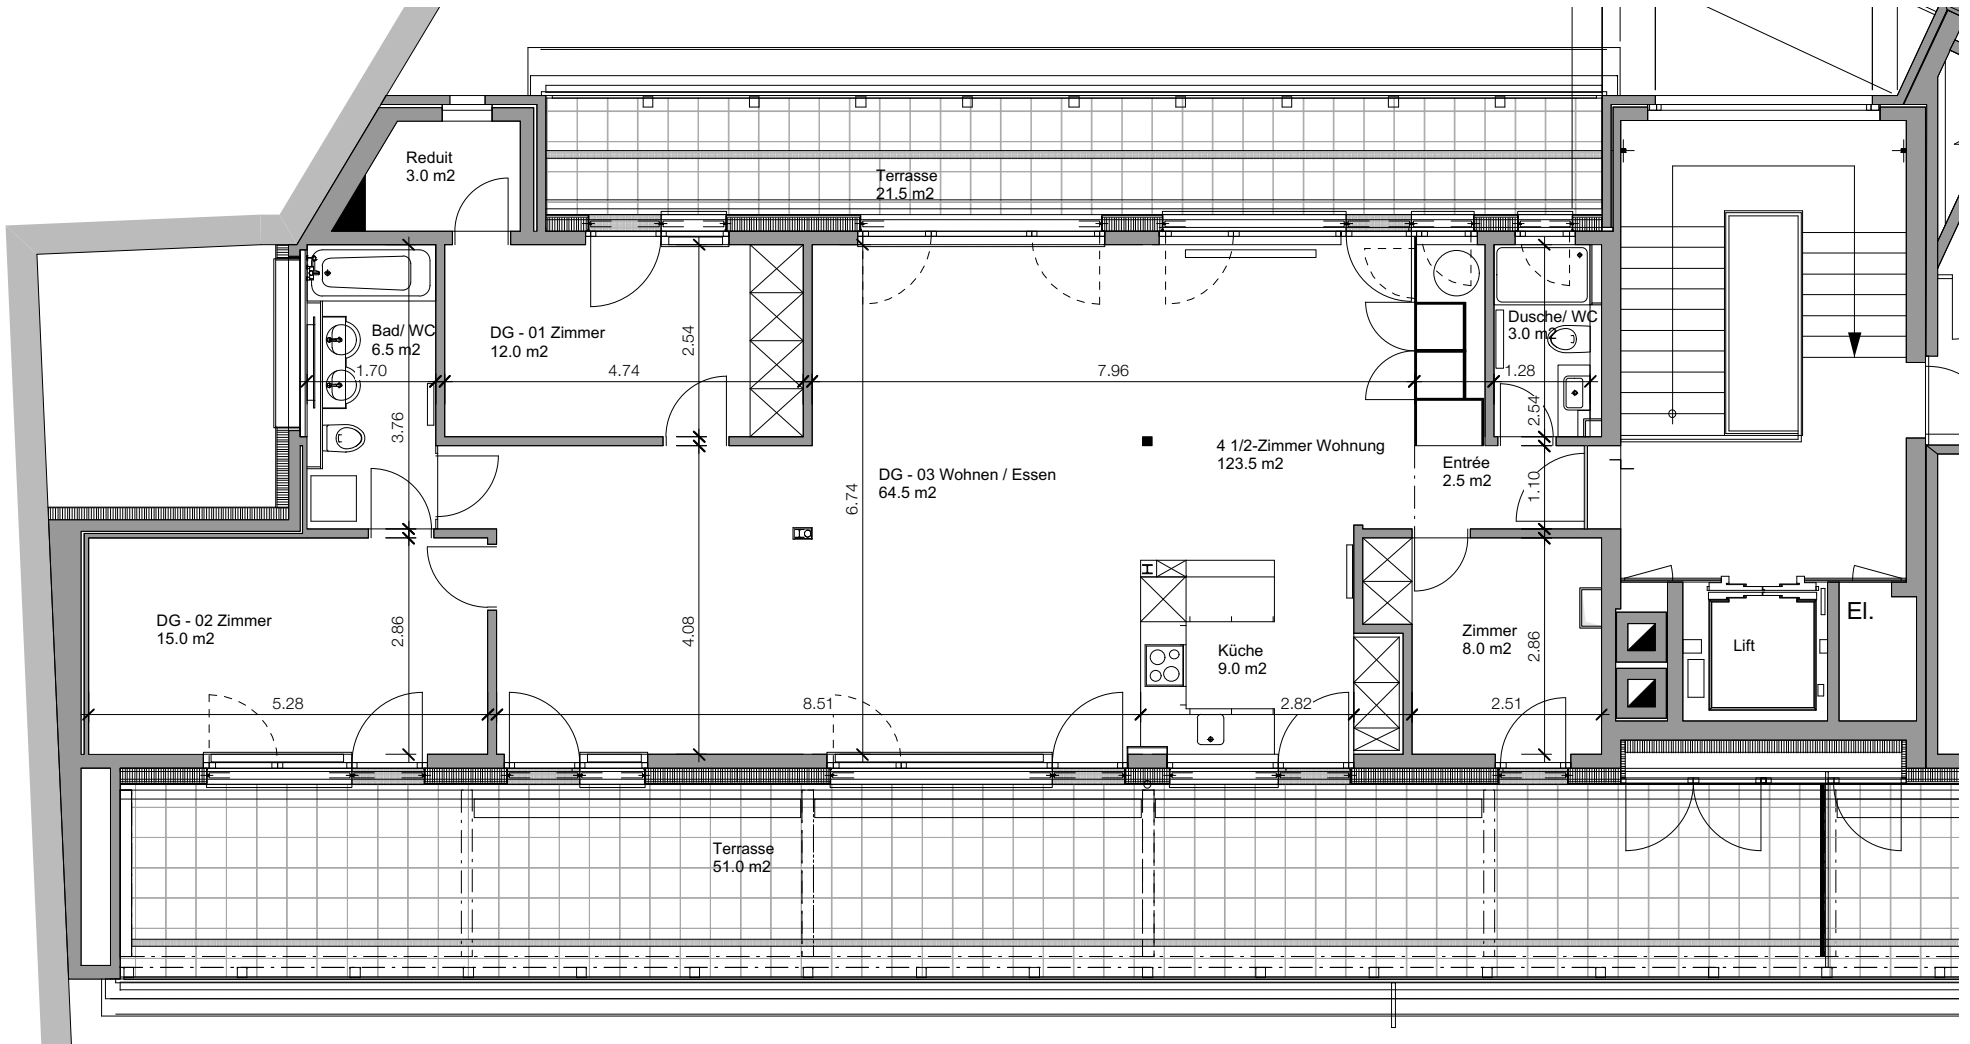 Reduit
3.0 m2
Terrasse
21.5 m2
Bad/ WC
6.5 m2
DG - 01 Zimmer
12.0 m2
2.54
Dusche/ WC
3.0 m2
1.70
4.74
7.96
1.28
3.76
2.54
4 1/2-Zimmer Wohnung
123.5 m2
DG - 03 Wohnen / Essen
64.5 m2
Entrée
2.5 m2
6.74
1.10
DG - 02 Zimmer
15.0 m2
2.86
4.08
Küche
9.0 m2
Zimmer
8.0 m2
2.86
Lift
El.
5.28
8.51
2.82
2.51
Terrasse
51.0 m2